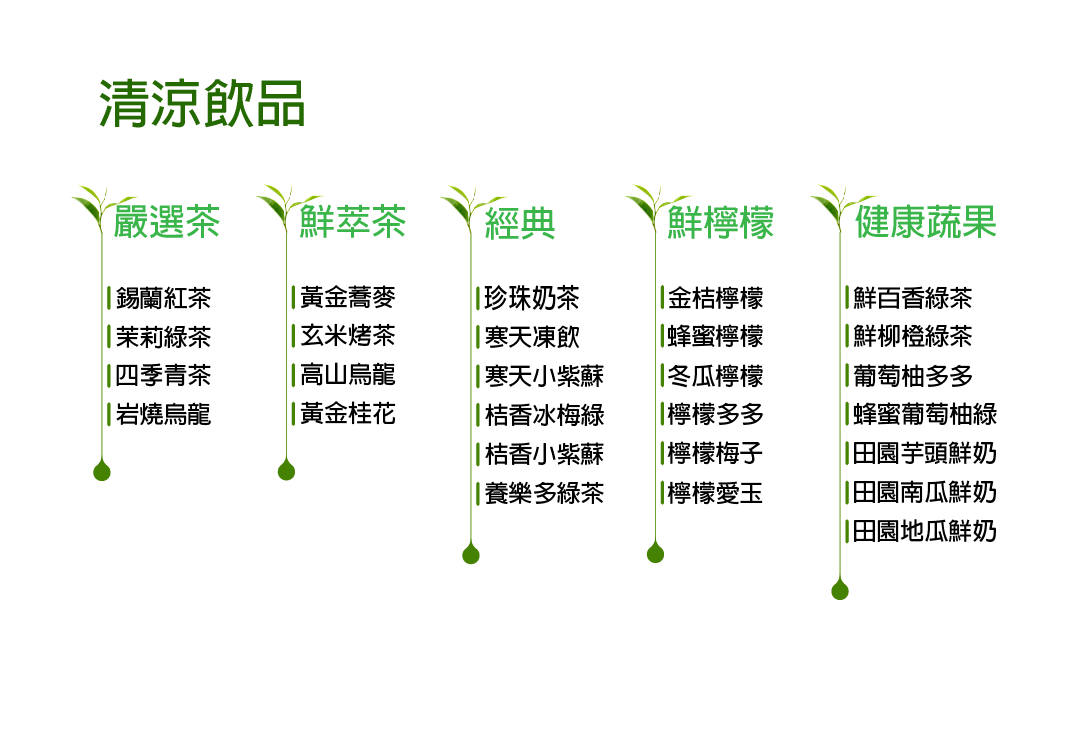 清涼飲品
嚴選茶
錫蘭紅茶
茉莉綠茶
四季青茶
岩燒烏龍
鮮萃茶
黃金蕎麥
玄米烤茶
高山烏龍
黃金桂花
經典
珍珠奶茶
寒天凍飲
寒天小紫蘇
桔香冰梅綠
桔香小紫蘇
養樂多綠茶
鮮檸檬
金桔檸檬
蜂蜜檸檬
冬瓜檸檬
檸檬多多
檸檬梅子
檸檬愛玉
健康蔬果
鮮百香綠茶
鮮柳橙綠茶
葡萄柚多多
蜂蜜葡萄柚綠
田園芋頭鮮奶
田園南瓜鮮奶
田園地瓜鮮奶